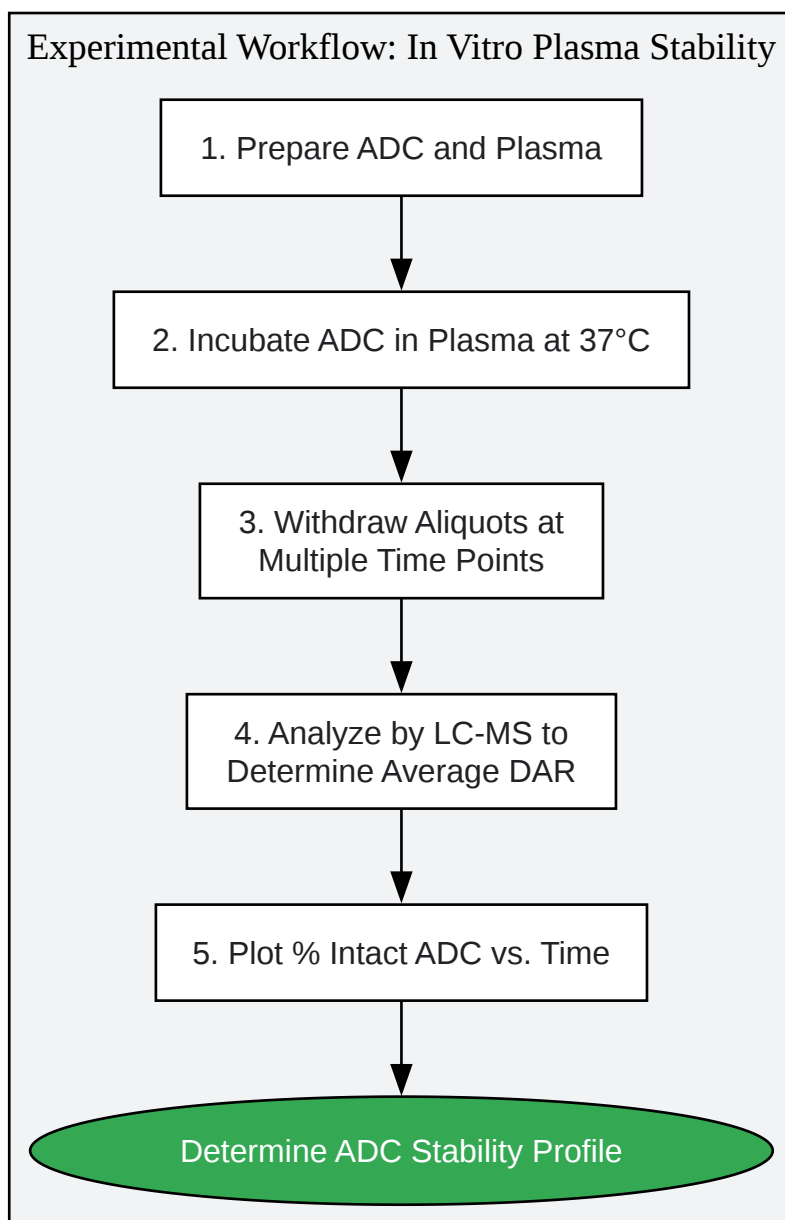 Experimental Workflow: In Vitro Plasma Stability
1. Prepare ADC and Plasma
2. Incubate ADC in Plasma at 37°C
3. Withdraw Aliquots at
Multiple Time Points
4. Analyze by LC-MS to
Determine Average DAR
5. Plot % Intact ADC vs. Time
Determine ADC Stability Profile